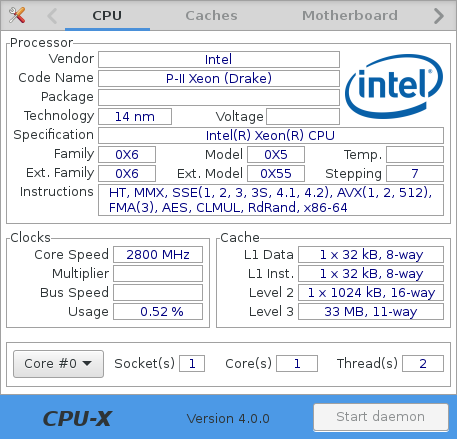 CPU Caches Motherboard
Processor
Vendor Intel
Code Name P-II Xeon (Drake)
intel
Package
Technology 14 nm Voltage
Specification Intel(R) Xeon(R) CPU
Family 0X6 Model 0X5 Temp.
Ext. Family 0X6 Ext. Model 0X55 Stepping 7
Instructions HT, MMX, SSE(1, 2, 3, 3S, 4.1, 4.2), AVX(1, 2, 512),
FMA(3), AES, CLMUL, RdRand, x86-64
Clocks
Core Speed 2800 MHz
Multiplier
Bus Speed
Usage 0.52 %
Cache
L1 Data 1 x 32 kB, 8-way
L1 Inst. 1 x 32 kB, 8-way
Level 2 1 x 1024 kB, 16-way
Level 3 33 MB, 11-way
Core #0 Socket(s) 1 Core(s) 1 Thread(s) 2
CPU-X Version 4.0.0 Start daemon